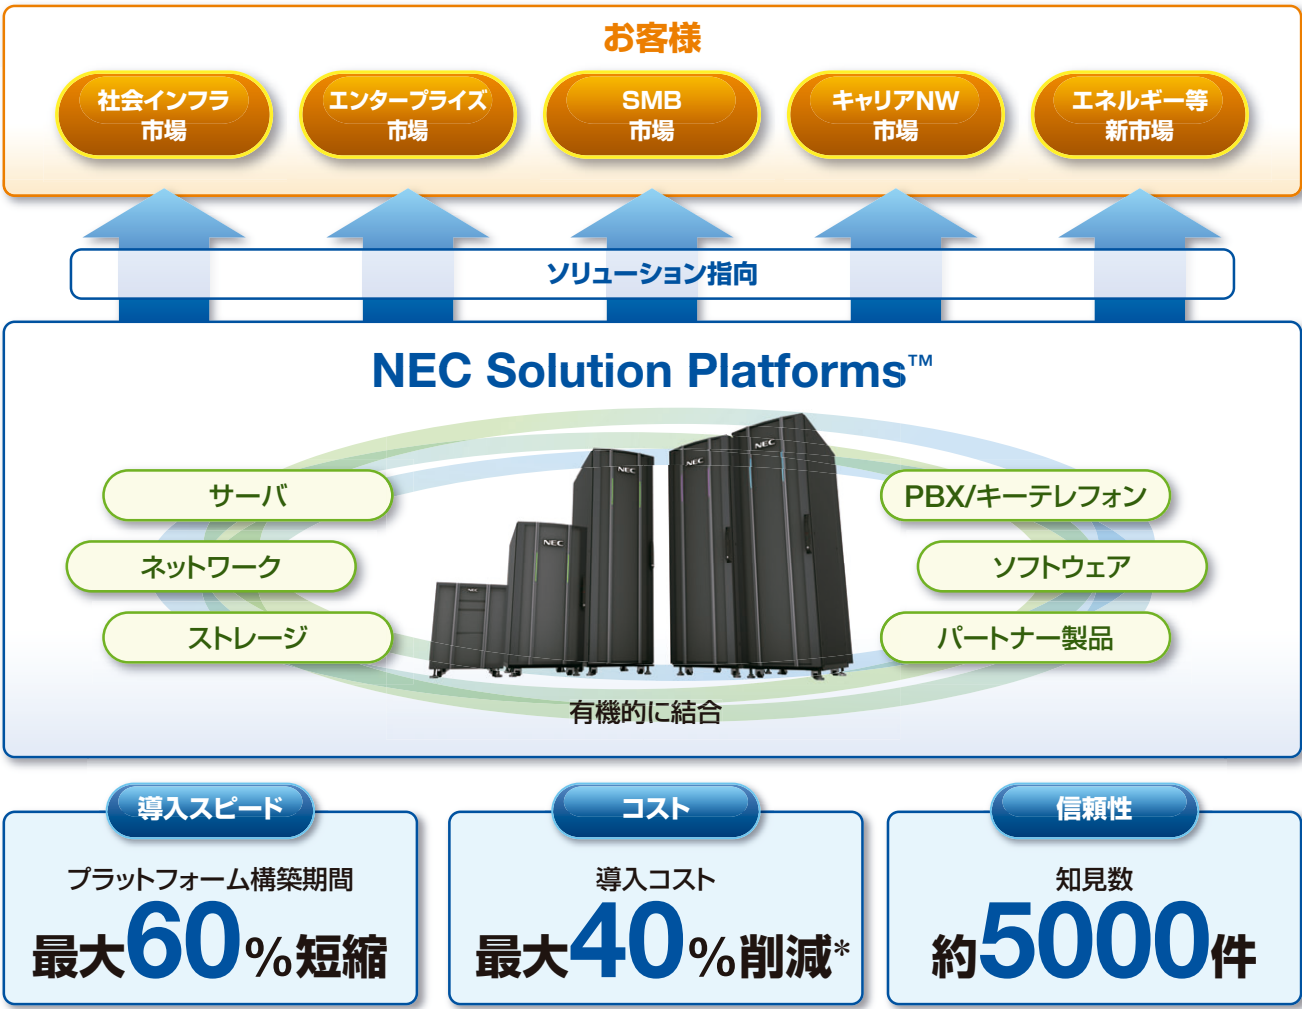 お客様
社会インフラ
市場
エンタープライズ
市場
SMB
市場
キャリアNW
市場
エネルギー等
新市場
ソリューション指向
NEC Solution Platforms™
サーバ
ネットワーク
ストレージ
NEC
NEC
NEC
NEC
NEC
PBX/キーテレフォン
ソフトウェア
パートナー製品
有機的に結合
導入スピード
プラットフォーム構築期間
最大60%短縮
コスト
導入コスト
最大40%削減*
信頼性
知見数
約5000件